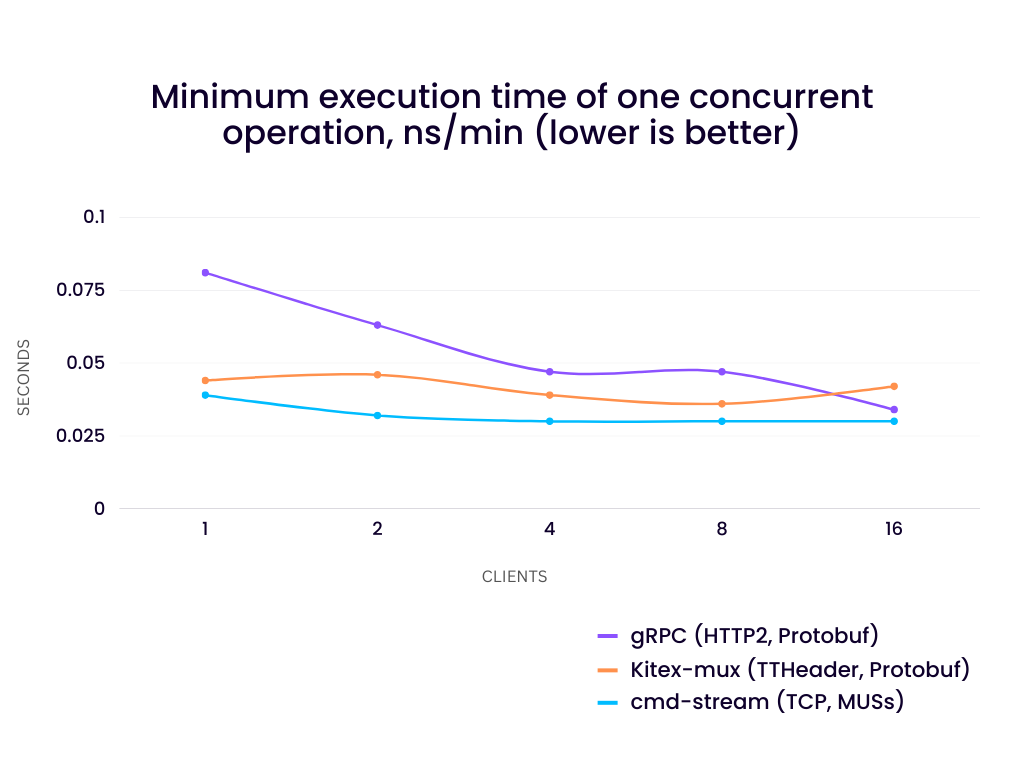 Minimum execution time of one concurrent
operation, ns/min (lower is better)
0.1
0.075
0.05
0.025
0
SECONDS
1 2 4 8 16
CLIENTS
gRPC (HTTP2, Protobuf)
Kitex-mux (TTHeader, Protobuf)
cmd-stream (TCP, MUSs)